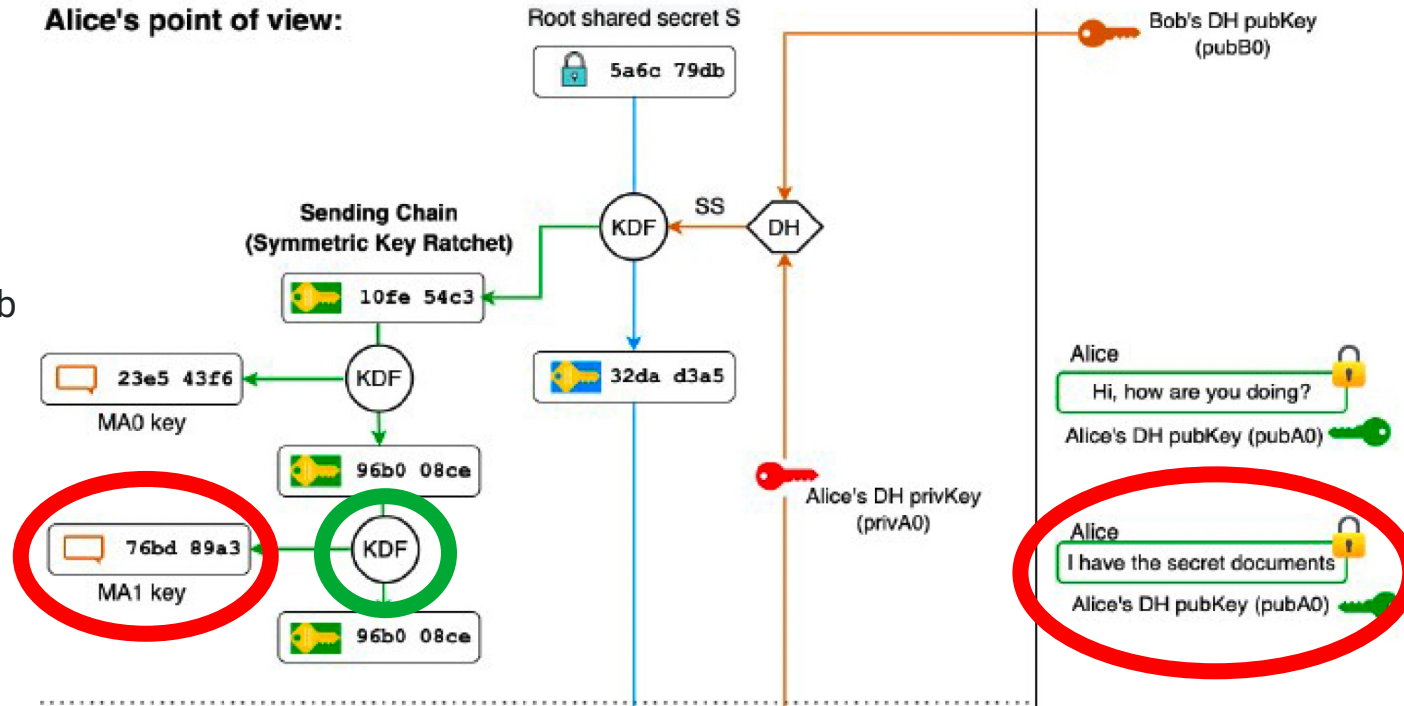 Alice's point of view:
Root shared secret S
5a6c 79db
Bob's DH pubKey
(pubB0)
KDF
SS
DH
Sending Chain
(Symmetric Key Ratchet)
10fe 54c3
b
23e5 43f6
KDF
MA0 key
32da d3a5
96b0 08ce
Alice's DH privKey
(privA0)
76bd 89a3
KDF
MA1 key
96b0 08ce
Alice
Hi, how are you doing?
Alice's DH pubKey (pubA0)
Alice
I have the secret documents
Alice's DH pubKey (pubA0)